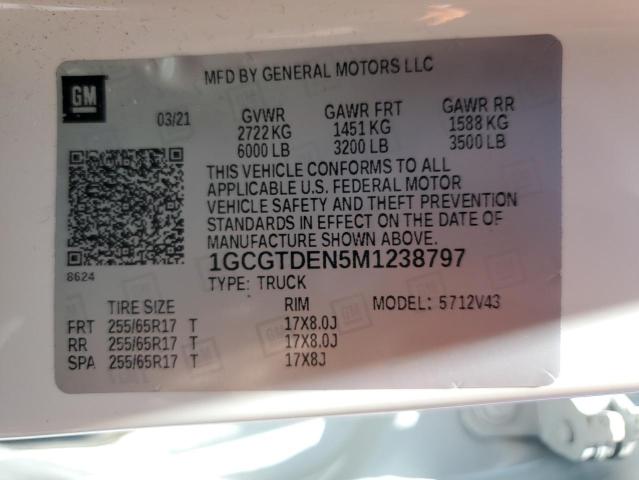 GM
MFD BY GENERAL MOTORS LLC
03/21 GVWR GAWR FRT GAWR RR
2722 KG 1451 KG 1588 KG
6000 LB 3200 LB 3500 LB
THIS VEHICLE CONFORMS TO ALL
APPLICABLE U.S. FEDERAL MOTOR
VEHICLE SAFETY AND THEFT PREVENTION
STANDARDS IN EFFECT ON THE DATE OF
MANUFACTURE SHOWN ABOVE.
8624
1GCGTDEN5M1238797
TYPE: TRUCK
TIRE SIZE RIM MODEL: 5712V43
FRT 255/65R17 T 17X8.0J
RR 255/65R17 T 17X8.0J
SPA 255/65R17 T 17X8J